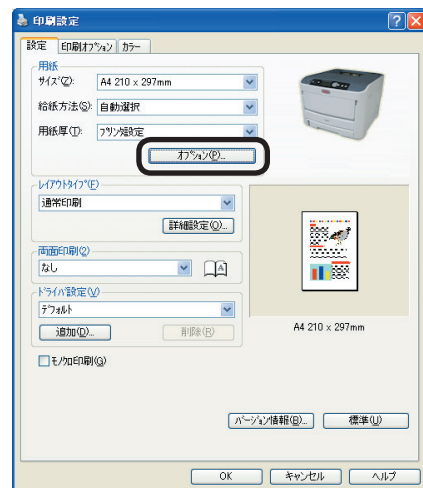 印刷設定
設定 印刷オプション カラー
用紙
サイズ(Z): A4 210 x 297mm
給紙方法(S): 自動選択
用紙厚(T): プリンタ設定
オプション(P)...
レイアウトタイプ(E)
通常印刷
詳細設定(O)...
両面印刷(2)
なし
A
ドライバ設定(V)
デフォルト
追加(D)... 削除(R)
A4 210 x 297mm
モノクロ印刷(G)
バージョン情報(B)... 標準(U)
OK キャンセル ヘルプ